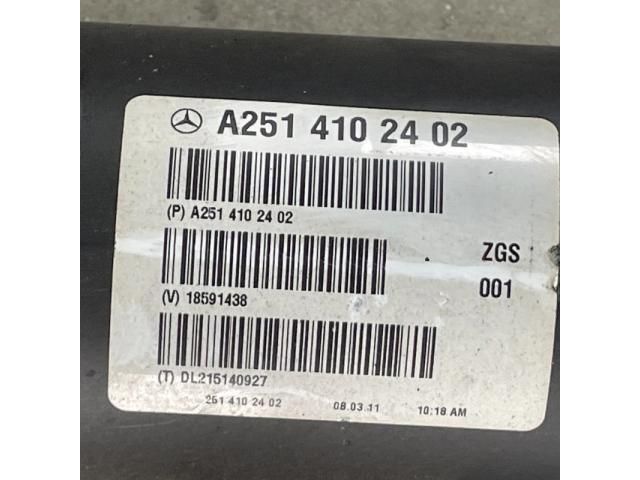 A251 410 24 02
(P) A251 410 24 02
ZGS
001
(V) 18591438
(T) DL215140927
251 410 24 02 08.03.11 10:18 AM